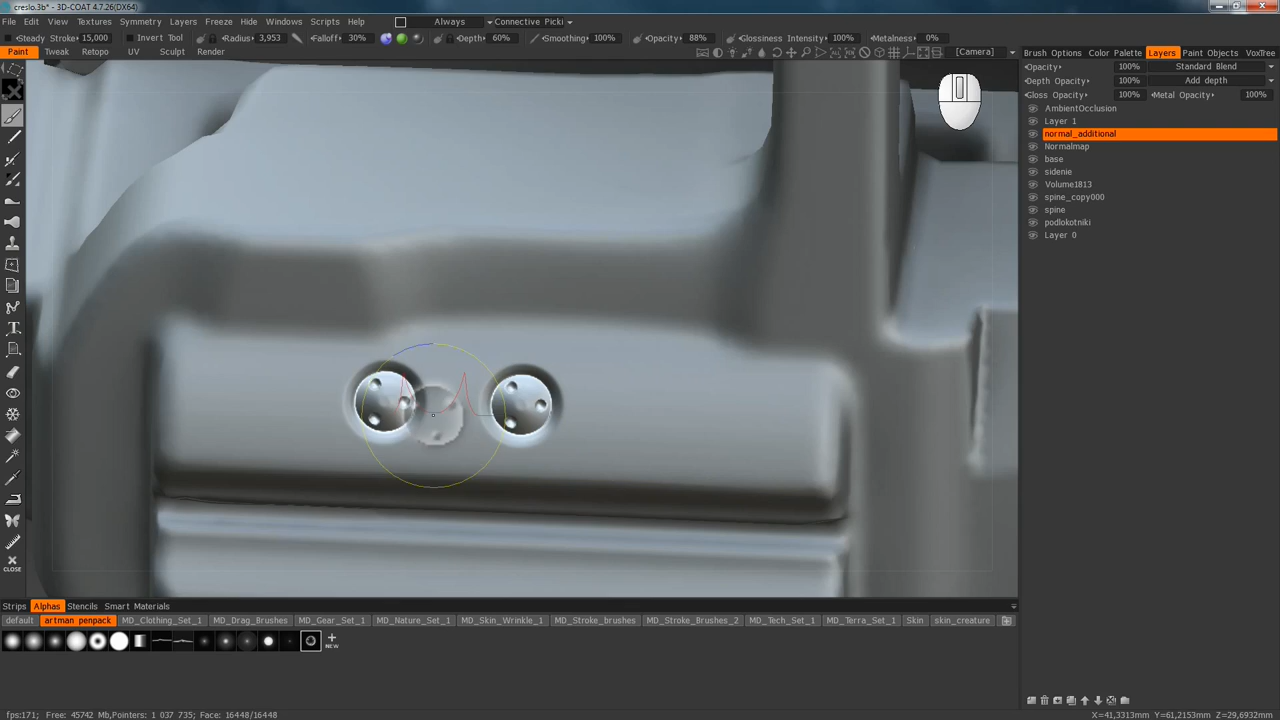 creslo.3b* - 3D-COAT 4.7.26(DX64)
File Edit View Textures Symmetry Layers Freeze Hide Windows Scripts Help Always Connective Picki
Steady Stroke 15,000 Invert Tool Radius 3,953 Falloff 30% Depth 60% Smoothing 100% Opacity 88% Glossiness Intensity 100% Metalness 0%
Paint Tweak Retopo UV Sculpt Render [Camera] Brush Options Color Palette Layers Paint Objects VoxTree
Opacity 100% Standard Blend
Depth Opacity 100% Add depth
Gloss Opacity 100% Metal Opacity 100%
AmbientOcclusion
Layer 1
normal_additional
Normalmap
base
sidenie
Volume1813
spine_copy000
spine
podlokotniki
Layer 0
CLOSE
Strips Alphas Stencils Smart Materials
default artman penpack MD_Clothing_Set_1 MD_Drag_Brushes MD_Gear_Set_1 MD_Nature_Set_1 MD_Skin_Wrinkle_1 MD_Stroke_brushes MD_Stroke_Brushes_2 MD_Tech_Set_1 MD_Terra_Set_1 Skin skin_creature
NEW
fps:171; Free: 45742 Mb,Pointers: 1 037 735; Face: 16448/16448 X=41,3313mm Y=61,2153mm Z=29,6932mm